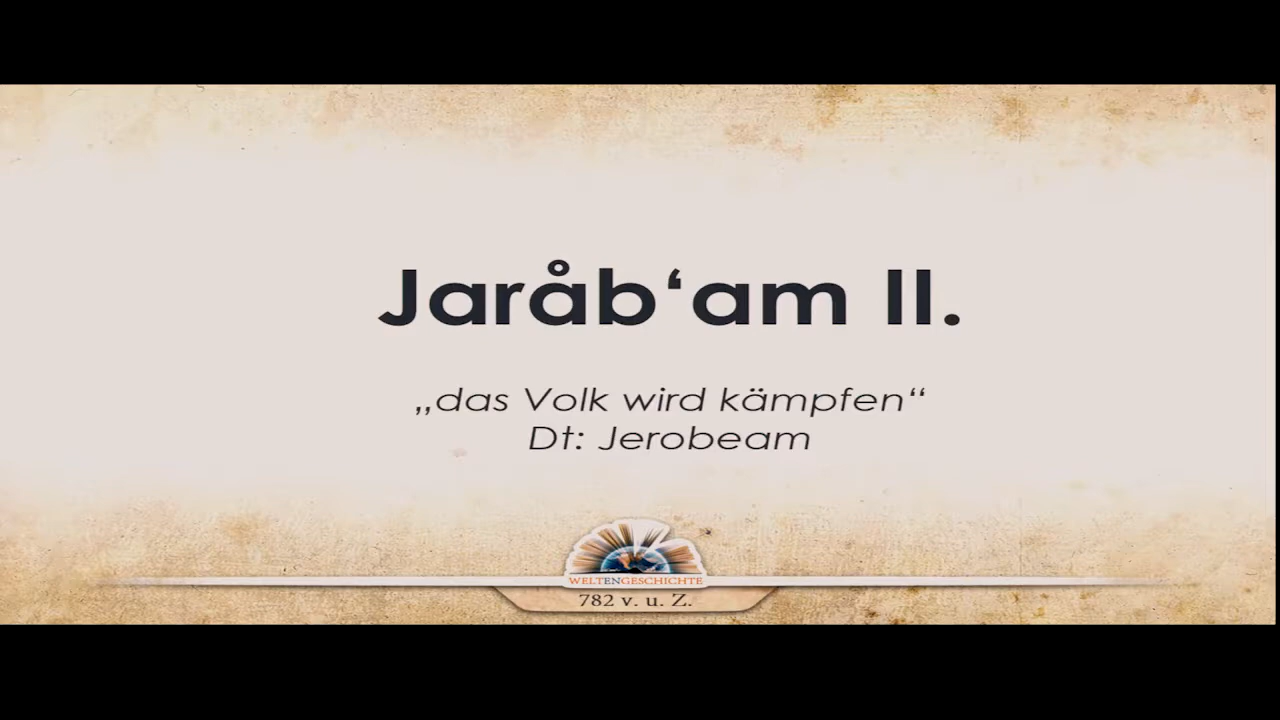 Jaråb‘am II.
„das Volk wird kämpfen“
Dt: Jerobeam
WELTENGESCHICHTE
782 v. u. Z.